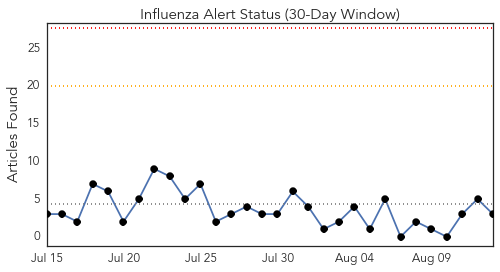 Influenza Alert Status (30-Day Window)
Articles Found
25
20
15
10
5
0
Jul 15
Jul 20
Jul 25
Jul 30
Aug 04
Aug 09